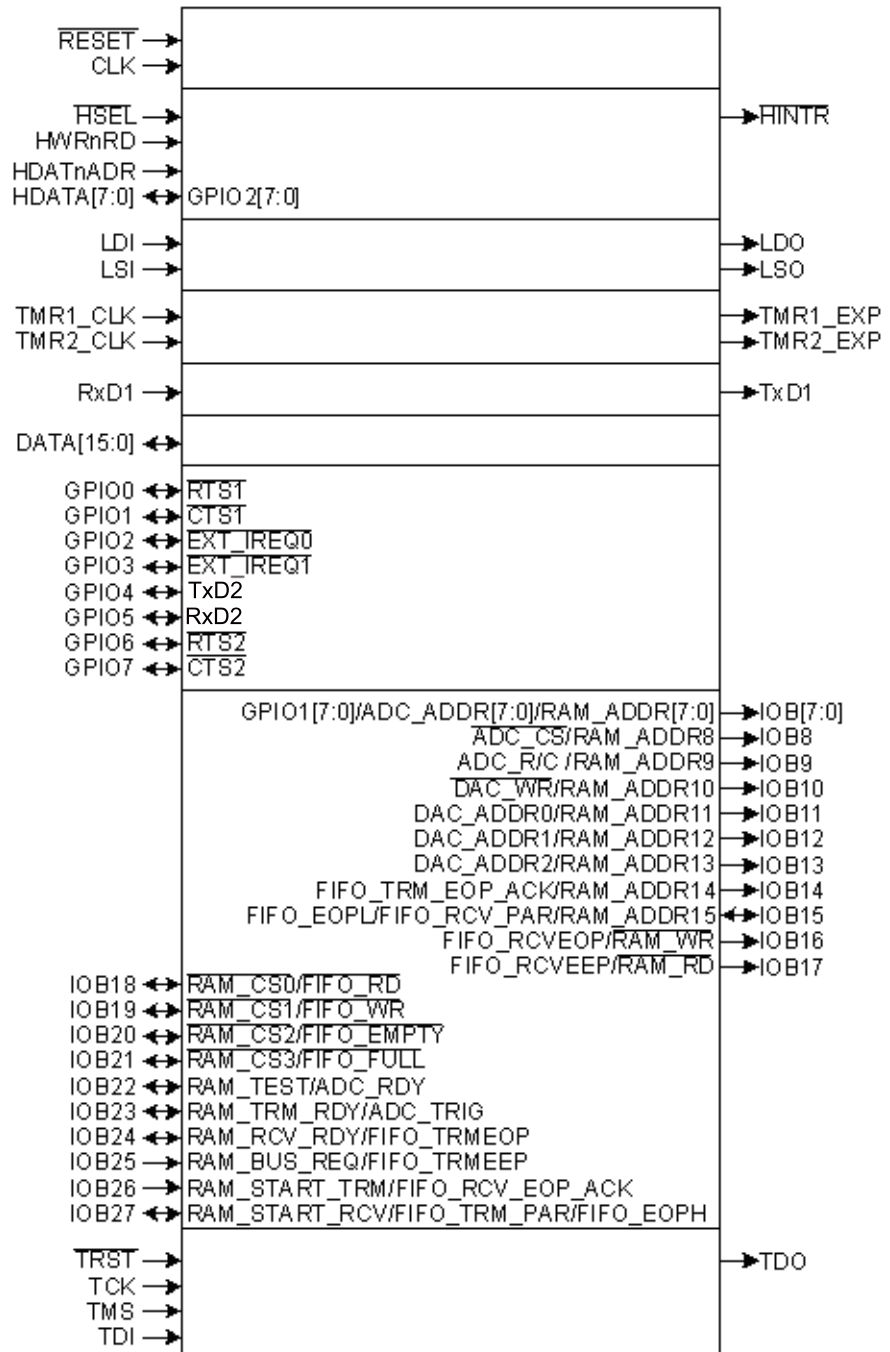 RESET
CLK
HSEL HINTR
HWRnRD
HDATnADR
HDATA[7:0] GPIO2[7:0]
LDI LDO
LSI LSO
TMR1_CLK TMR1_EXP
TMR2_CLK TMR2_EXP
RxD1 TxD1
DATA[15:0]
GPIO0 RTS1
GPIO1 CTS1
GPIO2 EXT_IREQ0
GPIO3 EXT_IREQ1
GPIO4 TxD2
GPIO5 RxD2
GPIO6 RTS2
GPIO7 CTS2
GPIO1[7:0]/ADC_ADDR[7:0]/RAM_ADDR[7:0] IOB[7:0]
ADC_CS/RAM_ADDR8 IOB8
ADC_R/C /RAM_ADDR9 IOB9
DAC_WR/RAM_ADDR10 IOB10
DAC_ADDR0/RAM_ADDR11 IOB11
DAC_ADDR1/RAM_ADDR12 IOB12
DAC_ADDR2/RAM_ADDR13 IOB13
FIFO_TRM_EOP_ACK/RAM_ADDR14 IOB14
FIFO_EOPL/FIFO_RCV_PAR/RAM_ADDR15 IOB15
FIFO_RCVEOP/RAM_WR IOB16
FIFO_RCVEEP/RAM_RD IOB17
IOB18 RAM_CS0/FIFO_RD
IOB19 RAM_CS1/FIFO_WR
IOB20 RAM_CS2/FIFO_EMPTY
IOB21 RAM_CS3/FIFO_FULL
IOB22 RAM_TEST/ADC_RDY
IOB23 RAM_TRM_RDY/ADC_TRIG
IOB24 RAM_RCV_RDY/FIFO_TRMEOP
IOB25 RAM_BUS_REQ/FIFO_TRMEEP
IOB26 RAM_START_TRM/FIFO_RCV_EOP_ACK
IOB27 RAM_START_RCV/FIFO_TRM_PAR/FIFO_EOPH
TRST TDO
TCK
TMS
TDI